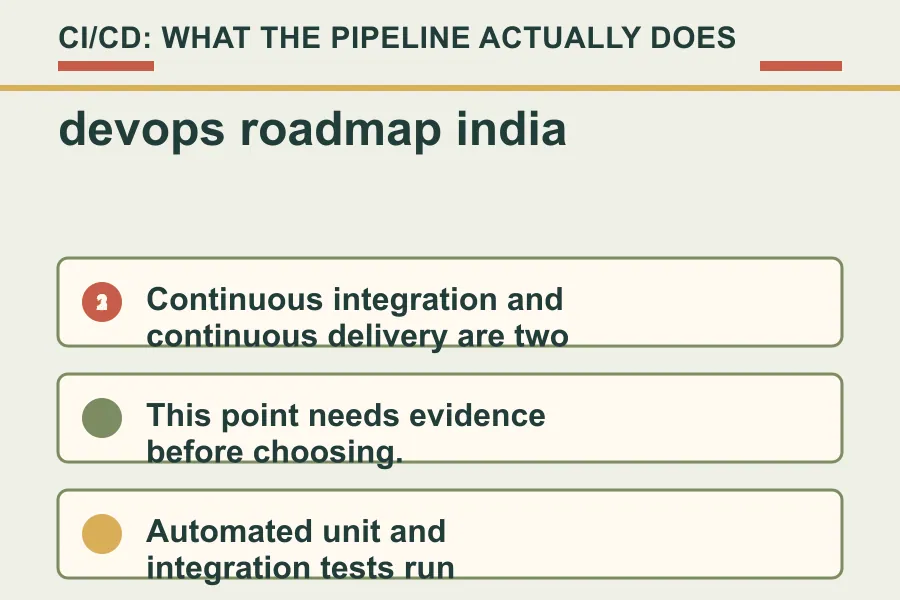 CI/CD: WHAT THE PIPELINE ACTUALLY DOES
devops roadmap india
Continuous integration and
continuous delivery are two
This point needs evidence
before choosing.
Automated unit and
integration tests run